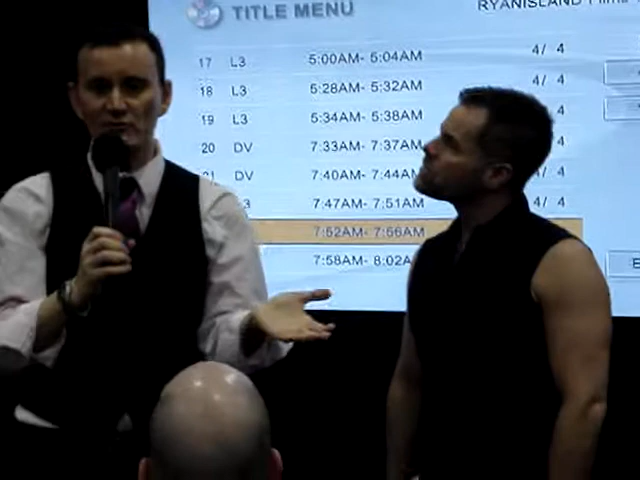 TITLE MENU
RYANISLAND Films
17 L3 5:00AM- 5:04AM 4/ 4
18 L3 5:28AM- 5:32AM 4/ 4
19 L3 5:34AM- 5:38AM 4
20 DV 7:33AM- 7:37AM 4
21 DV 7:40AM- 7:44AM 4
7:47AM- 7:51AM 4/ 4
7:52AM- 7:56AM
7:58AM- 8:02A